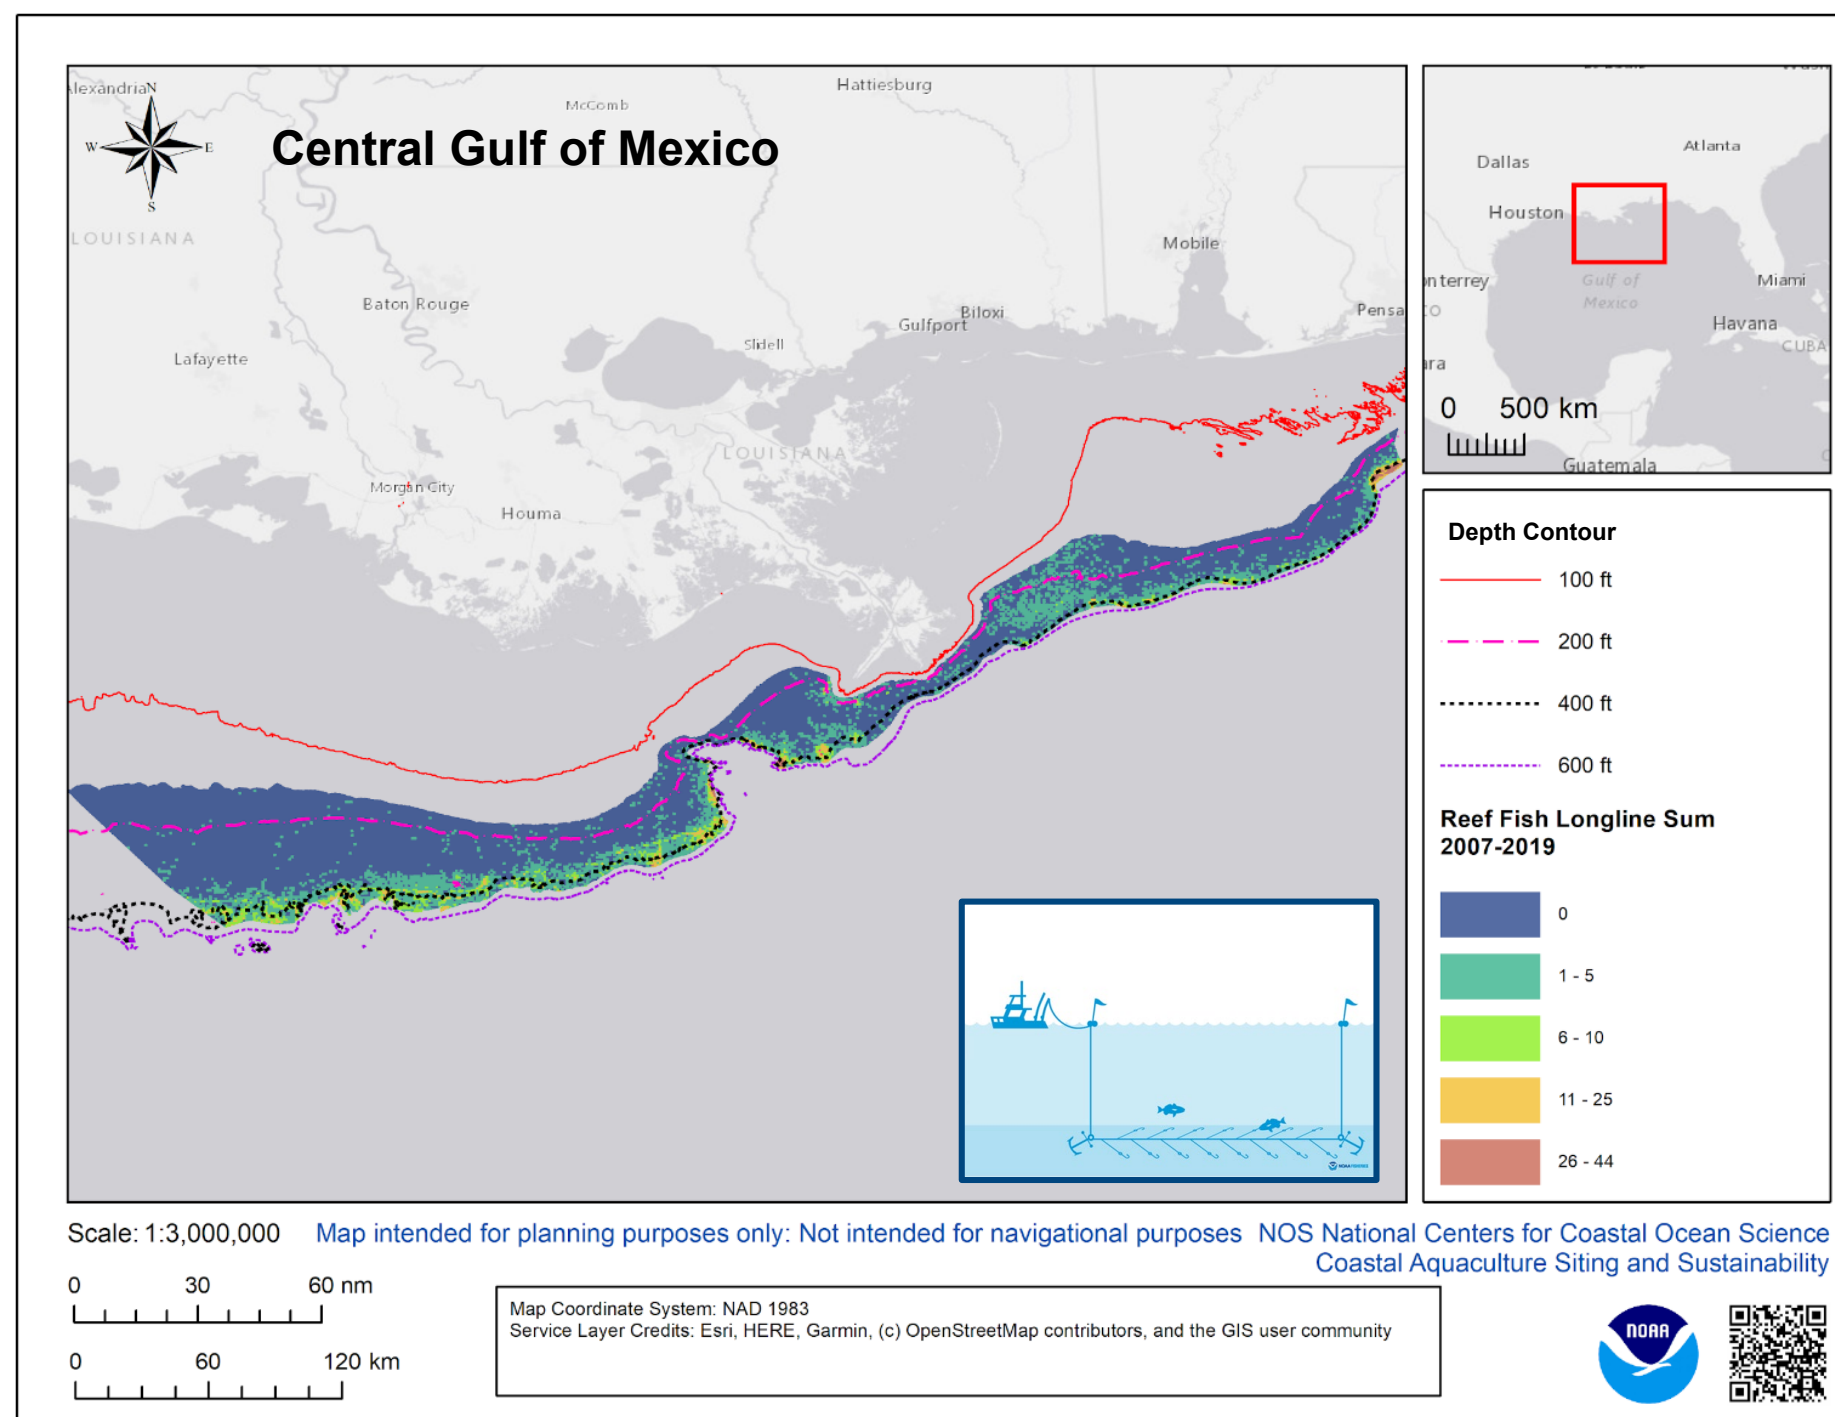 Central Gulf of Mexico
N
W
E
S
McComb
Hattiesburg
LOUISIANA
Mobile
Baton Rouge
Biloxi
Gulfport
Pensa
Slidell
Lafayette
LOUISIANA
Morgan City
Houma
NOAA FISHERIES
Atlanta
Dallas
Houston
nterrey
Gulf of
Mexico
Miami
CO
Havana
CUBA
ara
0 500 km
Guatemala
Depth Contour
100 ft
200 ft
400 ft
600 ft
Reef Fish Longline Sum
2007-2019
0
1 - 5
6 - 10
11 - 25
26 - 44
Scale: 1:3,000,000
Map intended for planning purposes only: Not intended for navigational purposes
NOS National Centers for Coastal Ocean Science
Coastal Aquaculture Siting and Sustainability
0 30 60 nm
0 60 120 km
Map Coordinate System: NAD 1983
Service Layer Credits: Esri, HERE, Garmin, (c) OpenStreetMap contributors, and the GIS user community
NOAA